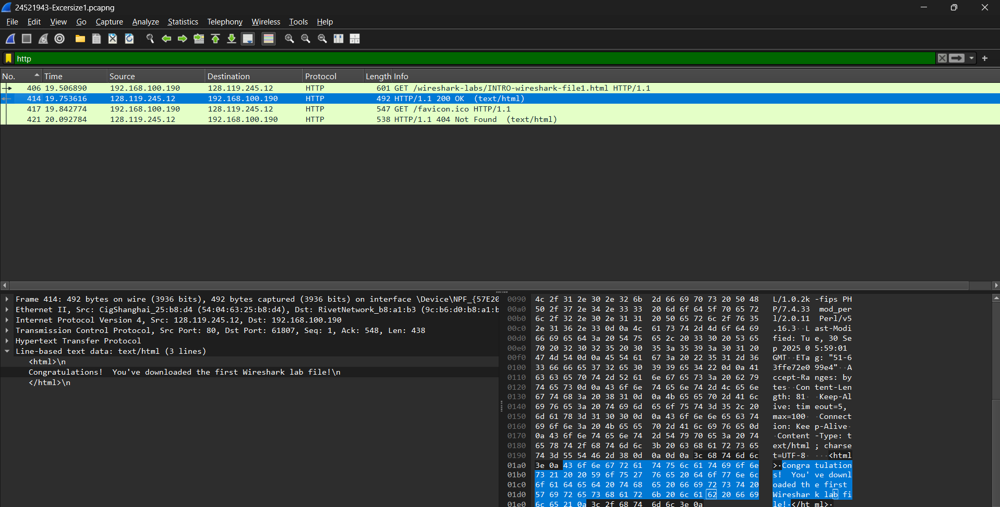 24521943-Excersize1.pcapng
File Edit View Go Capture Analyze Statistics Telephony Wireless Tools Help
http
No. Time Source Destination Protocol Length Info
406 19.506890 192.168.100.190 128.119.245.12 HTTP 601 GET /wireshark-labs/INTRO-wireshark-file1.html HTTP/1.1
414 19.753616 128.119.245.12 192.168.100.190 HTTP 492 HTTP/1.1 200 OK (text/html)
417 19.842774 192.168.100.190 128.119.245.12 HTTP 547 GET /favicon.ico HTTP/1.1
421 20.092784 128.119.245.12 192.168.100.190 HTTP 538 HTTP/1.1 404 Not Found (text/html)
Frame 414: 492 bytes on wire (3936 bits), 492 bytes captured (3936 bits) on interface \Device\NPF_{57E20
Ethernet II, Src: CigShanghai_25:b8:d4 (54:04:63:25:b8:d4), Dst: RivetNetwork_b8:a1:b3 (9c:b6:d0:b8:a1:b
Internet Protocol Version 4, Src: 128.119.245.12, Dst: 192.168.100.190
Transmission Control Protocol, Src Port: 80, Dst Port: 61807, Seq: 1, Ack: 548, Len: 438
Hypertext Transfer Protocol
Line-based text data: text/html (3 lines)
<html>\n
Congratulations!  You've downloaded the first Wireshark lab file!\n
</html>\n
0090 4c 2f 31 2e 30 2e 32 6b 2d 66 69 70 73 20 50 48 L/1.0.2k -fips PH
00a0 50 2f 37 2e 34 2e 33 33 20 6d 6f 64 5f 70 65 72 P/7.4.33 mod_per
00b0 6c 2f 32 2e 30 2e 31 31 20 50 65 72 6c 2f 76 35 l/2.0.11 Perl/v5
00c0 2e 31 36 2e 33 0d 0a 4c 61 73 74 2d 4d 6f 64 69 .16.3··L ast-Modi
00d0 66 69 65 64 3a 20 54 75 65 2c 20 33 30 20 53 65 fied: Tu e, 30 Se
00e0 70 20 32 30 32 35 20 30 35 3a 35 39 3a 30 31 20 p 2025 0 5:59:01
00f0 47 4d 54 0d 0a 45 54 61 67 3a 20 22 35 31 2d 36 GMT··ETa g: "51-6
0100 33 66 66 65 37 32 65 30 39 39 65 34 22 0d 0a 41 3ffe72e0 99e4"··A
0110 63 63 65 70 74 2d 52 61 6e 67 65 73 3a 20 62 79 ccept-Ra nges: by
0120 74 65 73 0d 0a 43 6f 6e 74 65 6e 74 2d 4c 65 6e tes··Con tent-Len
0130 67 74 68 3a 20 38 31 0d 0a 4b 65 65 70 2d 41 6c gth: 81· ·Keep-Al
0140 69 76 65 3a 20 74 69 6d 65 6f 75 74 3d 35 2c 20 ive: tim eout=5,
0150 6d 61 78 3d 31 30 30 0d 0a 43 6f 6e 6e 65 63 74 max=100· ·Connect
0160 69 6f 6e 3a 20 4b 65 65 70 2d 41 6c 69 76 65 0d ion: Kee p-Alive·
0170 0a 43 6f 6e 74 65 6e 74 2d 54 79 70 65 3a 20 74 ·Content -Type: t
0180 65 78 74 2f 68 74 6d 6c 3b 20 63 68 61 72 73 65 ext/html ; charse
0190 74 3d 55 54 46 2d 38 0d 0a 0d 0a 3c 68 74 6d 6c t=UTF-8· ···<html
01a0 3e 0a 43 6f 6e 67 72 61 74 75 6c 61 74 69 6f 6e >·Congra tulation
01b0 73 21 20 20 59 6f 75 27 76 65 20 64 6f 77 6e 6c s!  You' ve downl
01c0 6f 61 64 65 64 20 74 68 65 20 66 69 72 73 74 20 oaded th e first
01d0 57 69 72 65 73 68 61 72 6b 20 6c 61 62 20 66 69 Wireshar k lab fi
01e0 6c 65 21 0a 3c 2f 68 74 6d 6c 3e 0a le!·</ht ml>·